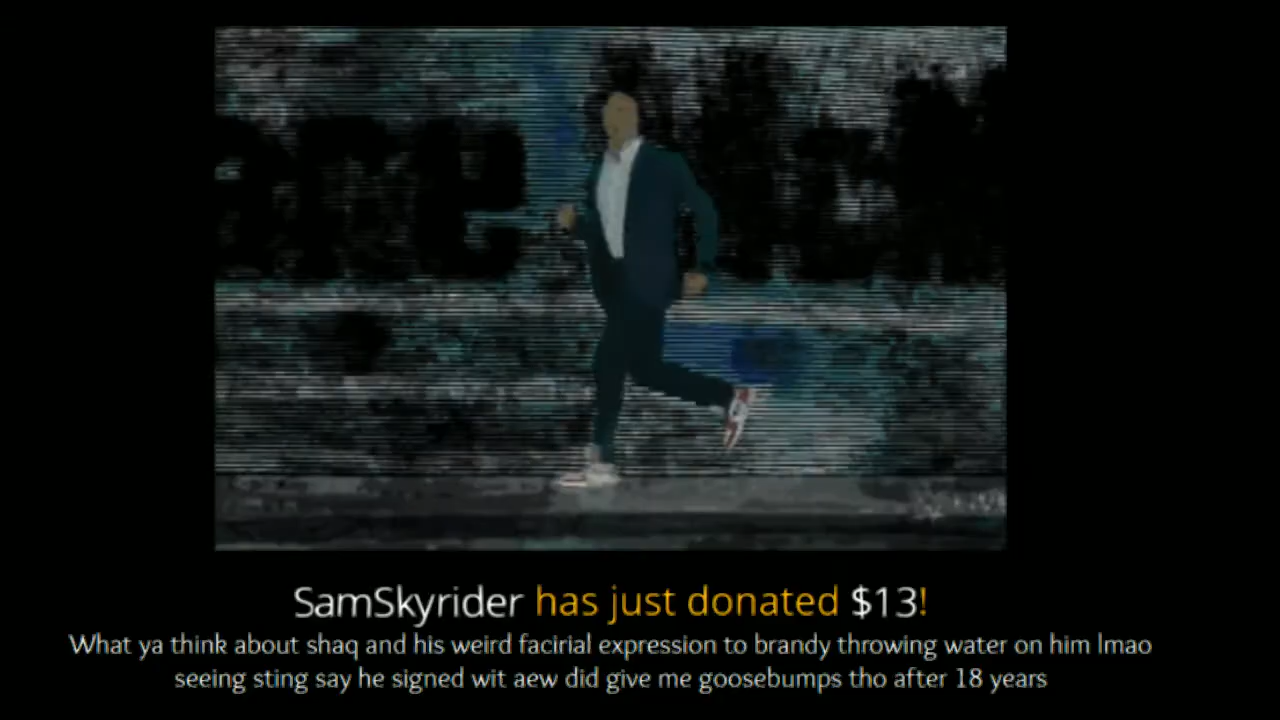 SamSkyrider has just donated $13!
What ya think about shaq and his weird facirial expression to brandy throwing water on him lmao
seeing sting say he signed wit aew did give me goosebumps tho after 18 years